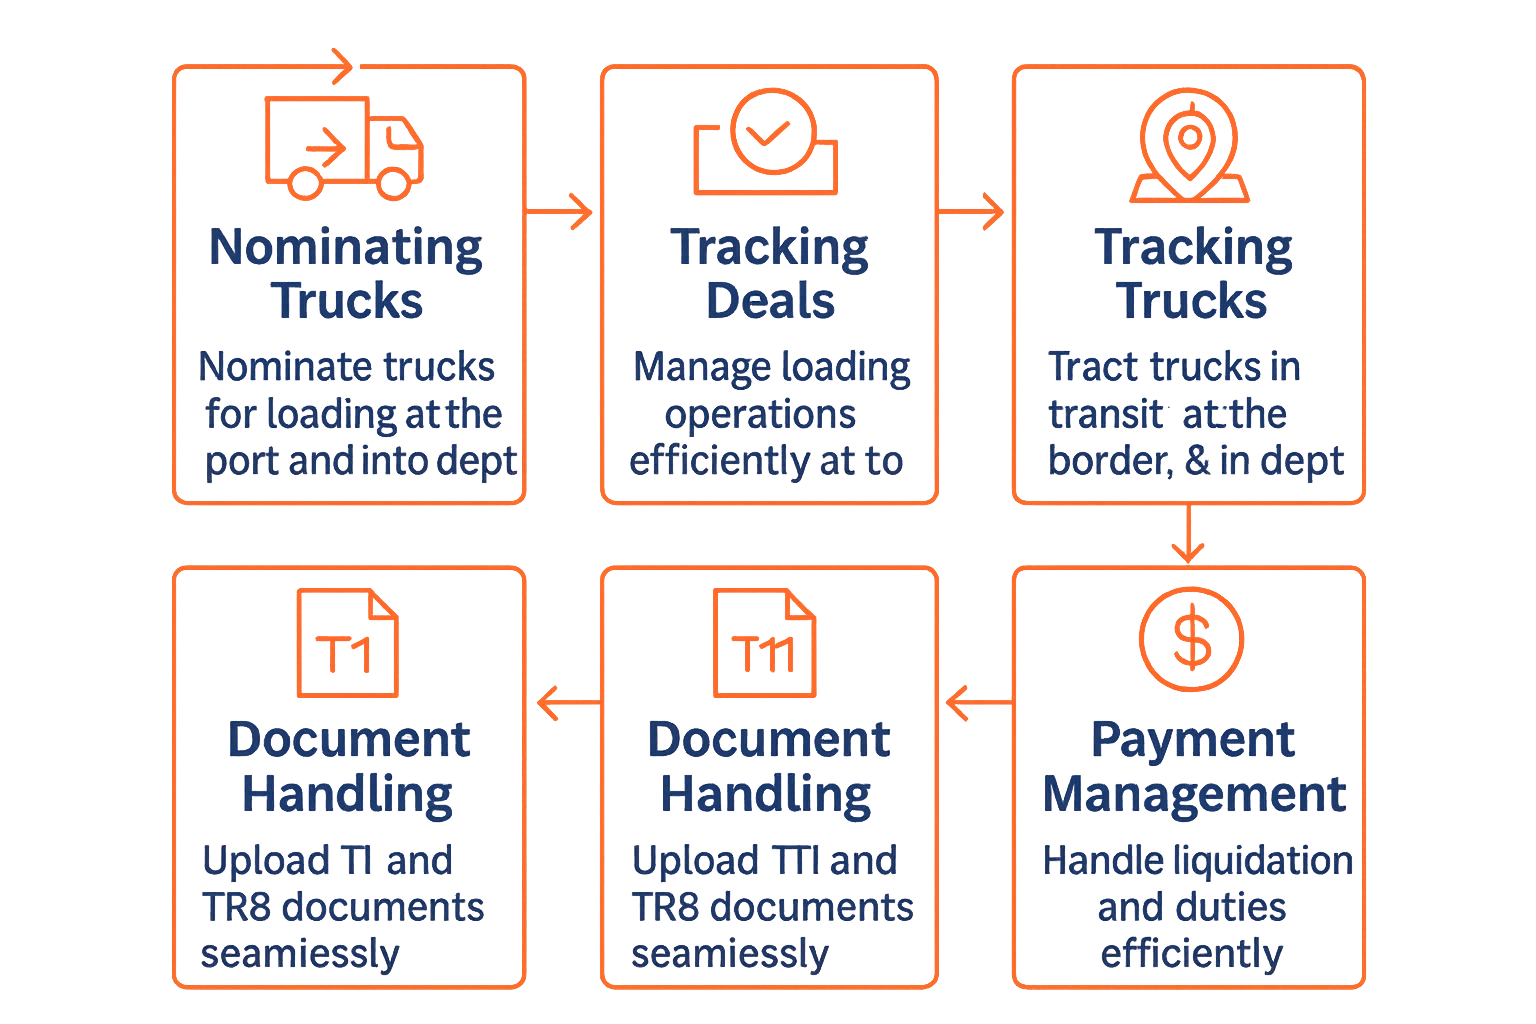 Nominating
Trucks
Nominate trucks
for loading at the
port and into dept
Tracking
Deals
Manage loading
operations
efficiently at to
Tracking
Trucks
Tract trucks in
transit at the
border, & in dept
T1
Document
Handling
Upload TI and
TR8 documents
seamiessly
T11
Document
Handling
Upload TTI and
TR8 documents
seamiessly
$
Payment
Management
Handle liquidation
and duties
efficiently